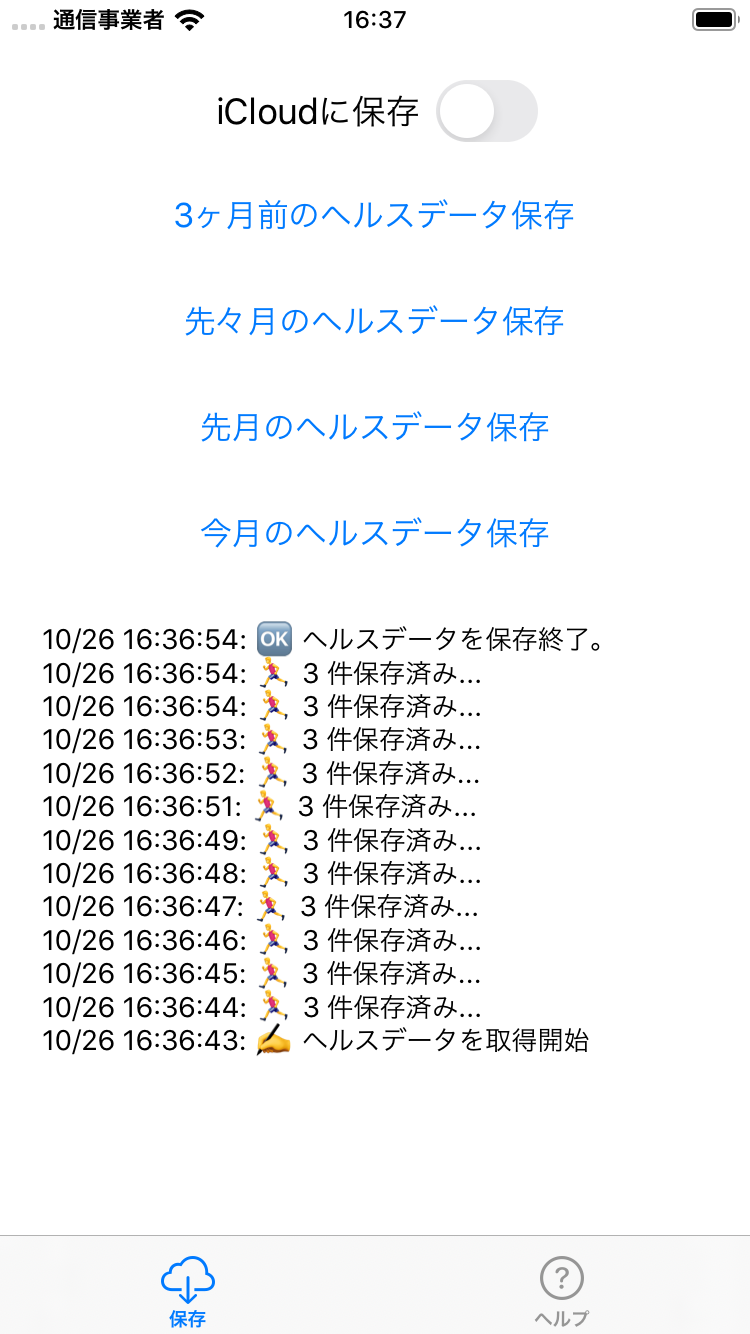 通信事業者 16:37
iCloudに保存
3ヶ月前のヘルスデータ保存
先々月のヘルスデータ保存
先月のヘルスデータ保存
今月のヘルスデータ保存
10/26 16:36:54: 🆗 ヘルスデータを保存終了。
10/26 16:36:54: 🏃 3 件保存済み...
10/26 16:36:54: 🏃 3 件保存済み...
10/26 16:36:53: 🏃 3 件保存済み...
10/26 16:36:52: 🏃 3 件保存済み...
10/26 16:36:51: 🏃 3 件保存済み...
10/26 16:36:49: 🏃 3 件保存済み...
10/26 16:36:48: 🏃 3 件保存済み...
10/26 16:36:47: 🏃 3 件保存済み...
10/26 16:36:46: 🏃 3 件保存済み...
10/26 16:36:45: 🏃 3 件保存済み...
10/26 16:36:44: 🏃 3 件保存済み...
10/26 16:36:43: ✍️ ヘルスデータを取得開始
保存 ヘルプ